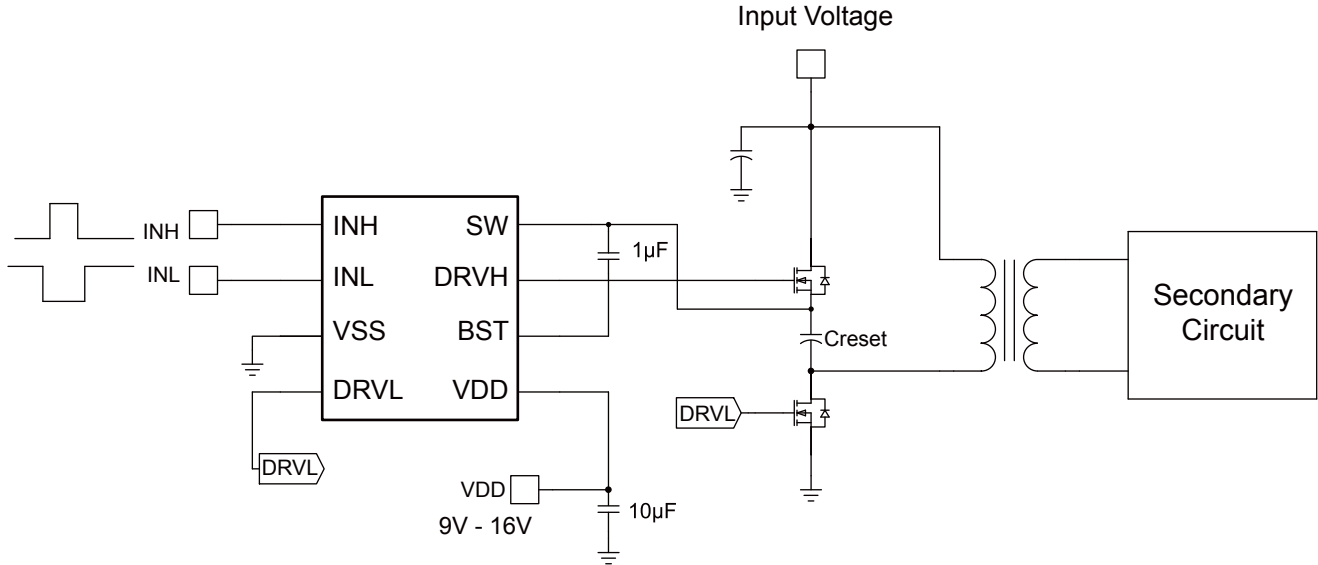 Input Voltage
INH
INL
INH
INL
VSS
DRVL
SW
DRVH
BST
VDD
1µF
Creset
DRVL
DRVL
VDD
9V - 16V
10µF
Secondary
Circuit